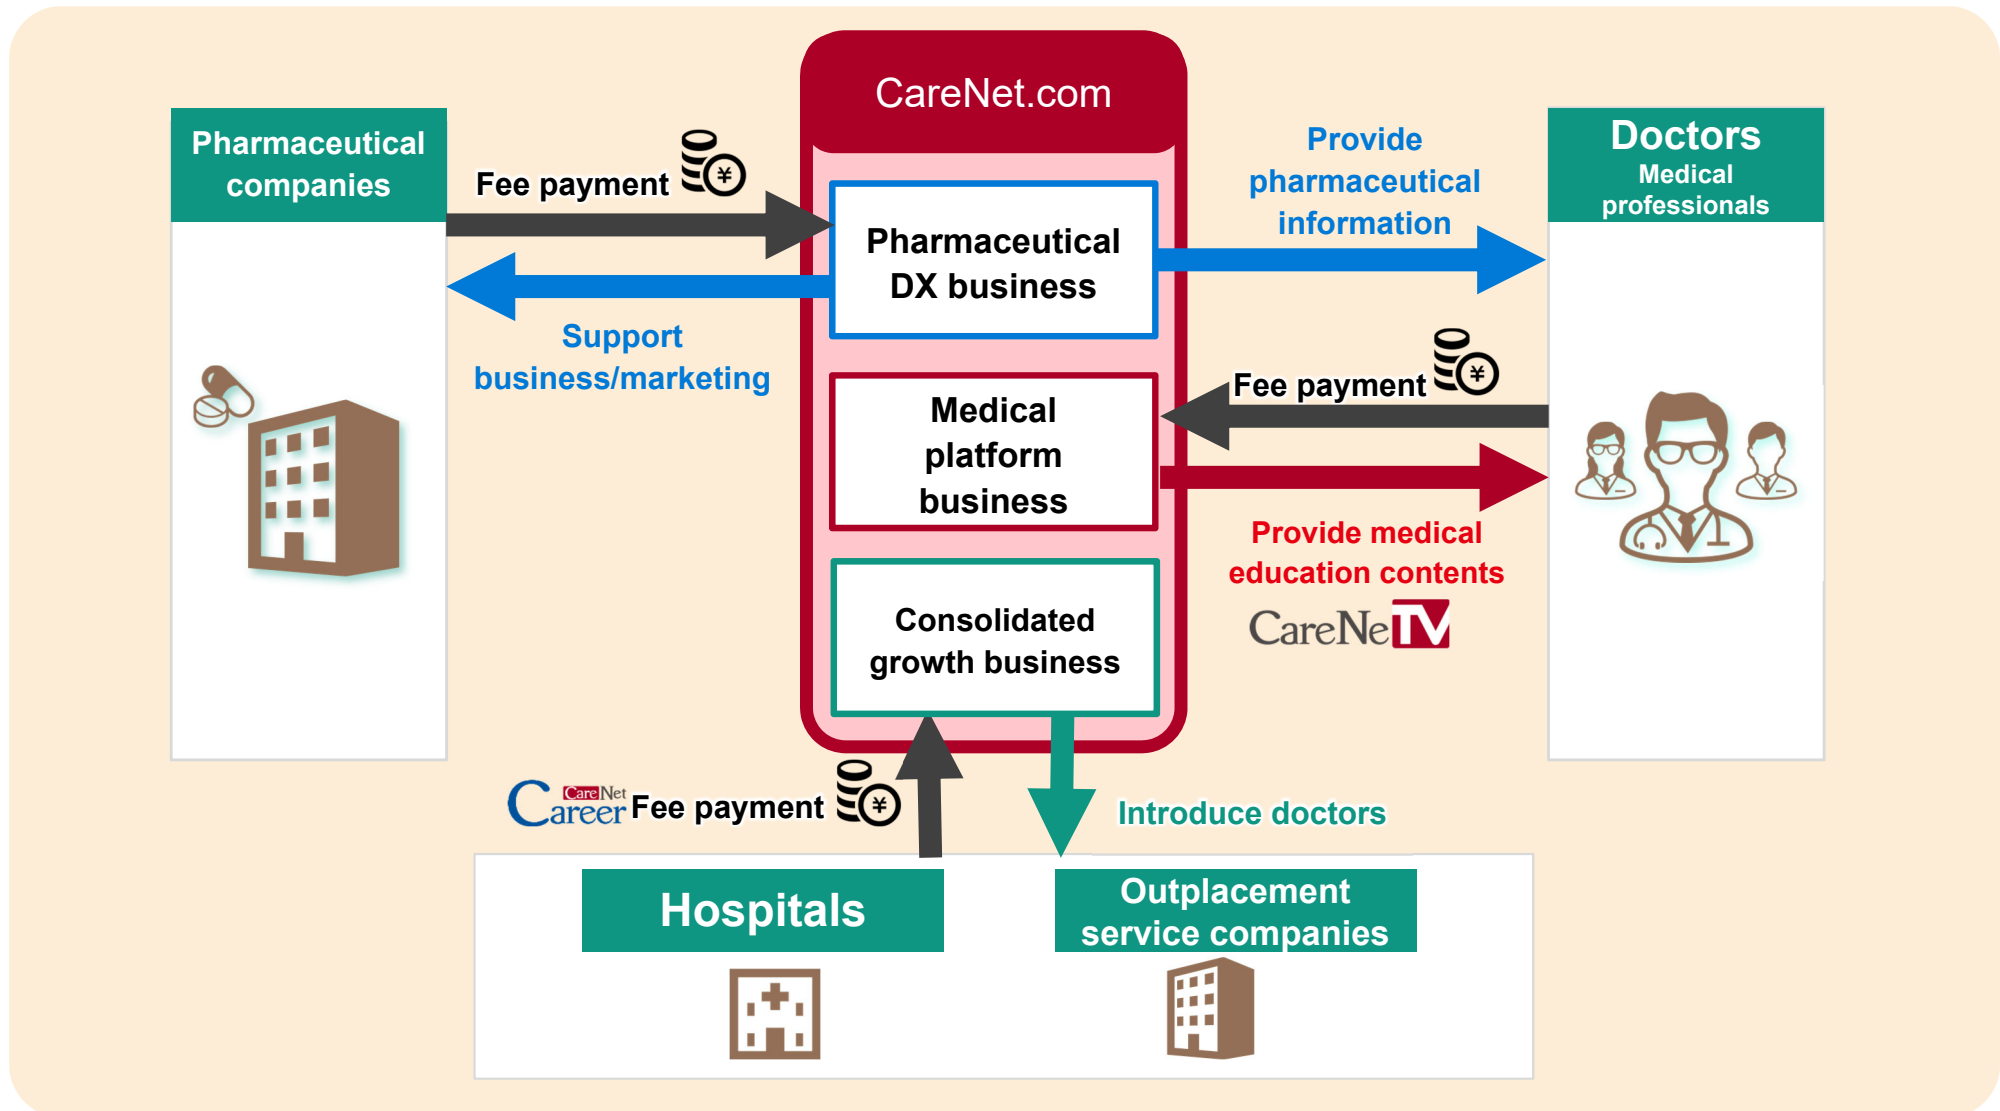 CareNet.com
Pharmaceutical
companies
Fee payment
¥
Support
business/marketing
Pharmaceutical
DX business
Provide
pharmaceutical
information
Doctors
Medical
professionals
Medical
platform
business
Fee payment
¥
Provide medical
education contents
CareNeTV
Consolidated
growth business
CareNet
Career
Fee payment
¥
Introduce doctors
Hospitals
Outplacement
service companies